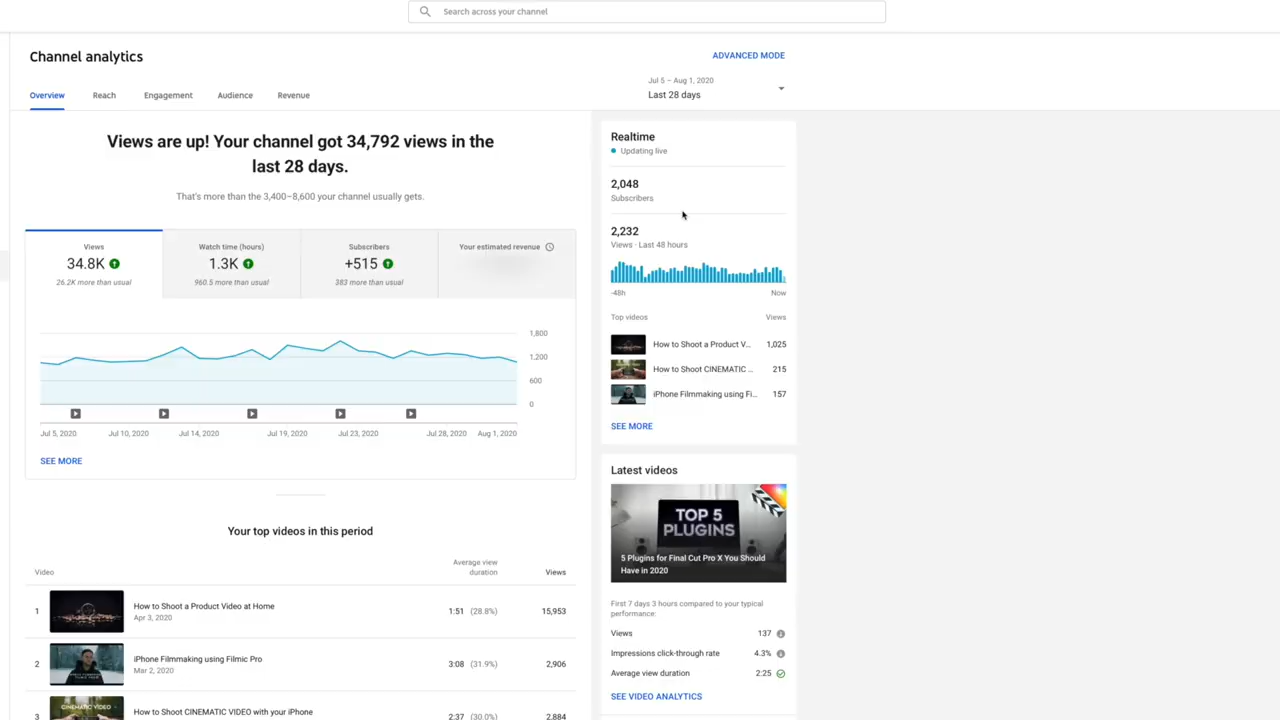 Search across your channel
Channel analytics
ADVANCED MODE
Jul 5 – Aug 1, 2020
Last 28 days
Overview
Reach
Engagement
Audience
Revenue
Views are up! Your channel got 34,792 views in the
last 28 days.
That's more than the 3,400–8,600 your channel usually gets.
Views
34.8K
26.2K more than usual
Watch time (hours)
1.3K
960.5 more than usual
Subscribers
+515
383 more than usual
Your estimated revenue
1,800
1,200
600
0
Jul 5, 2020
Jul 10, 2020
Jul 14, 2020
Jul 19, 2020
Jul 23, 2020
Jul 28, 2020
Aug 1, 2020
SEE MORE
Your top videos in this period
Video
Average view
duration
Views
1
How to Shoot a Product Video at Home
Apr 3, 2020
1:51 (28.8%)
15,953
2
iPhone Filmmaking using Filmic Pro
Mar 2, 2020
3:08 (31.9%)
2,906
3
CINEMATIC VIDEO
How to Shoot CINEMATIC VIDEO with your iPhone
2:37 (30.0%)
2,884
Realtime
Updating live
2,048
Subscribers
2,232
Views · Last 48 hours
-48h
Now
Top videos
Views
How to Shoot a Product V...
1,025
How to Shoot CINEMATIC ...
215
iPhone Filmmaking using Fi...
157
SEE MORE
Latest videos
TOP 5
PLUGINS
5 Plugins for Final Cut Pro X You Should
Have in 2020
First 7 days 3 hours compared to your typical
performance:
Views
137
Impressions click-through rate
4.3%
Average view duration
2:25
SEE VIDEO ANALYTICS